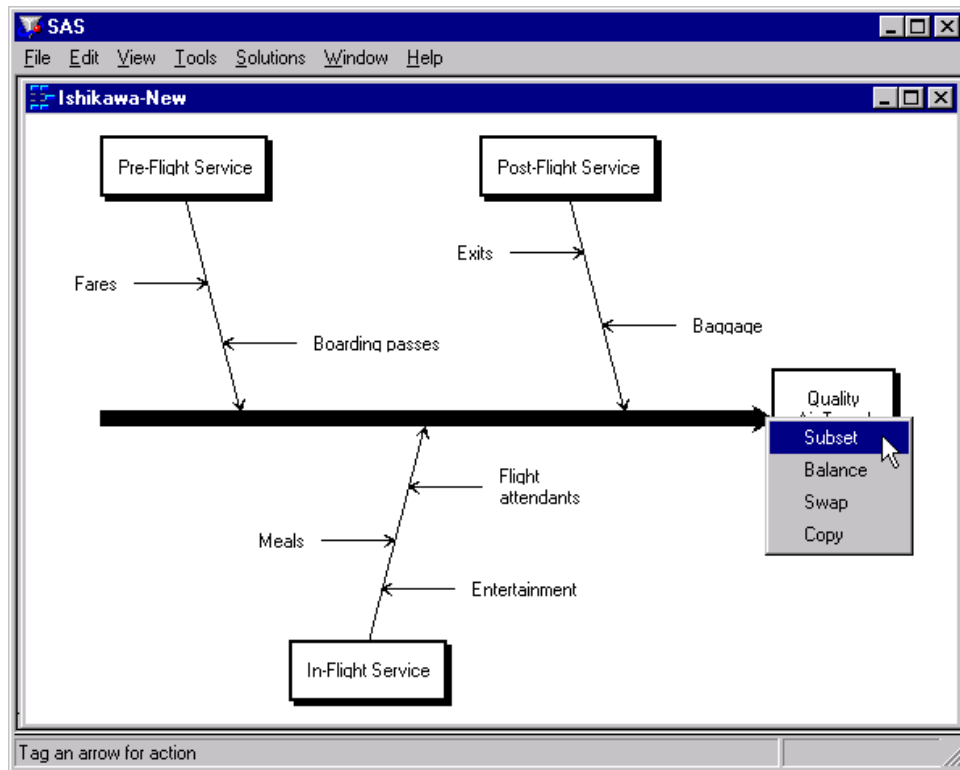 SAS
File Edit View Tools Solutions Window Help
Ishikawa-New
Pre-Flight Service
Post-Flight Service
Exits
Fares
Baggage
Boarding passes
Quality
Subset
Balance
Swap
Copy
Flight
attendants
Meals
Entertainment
In-Flight Service
Tag an arrow for action